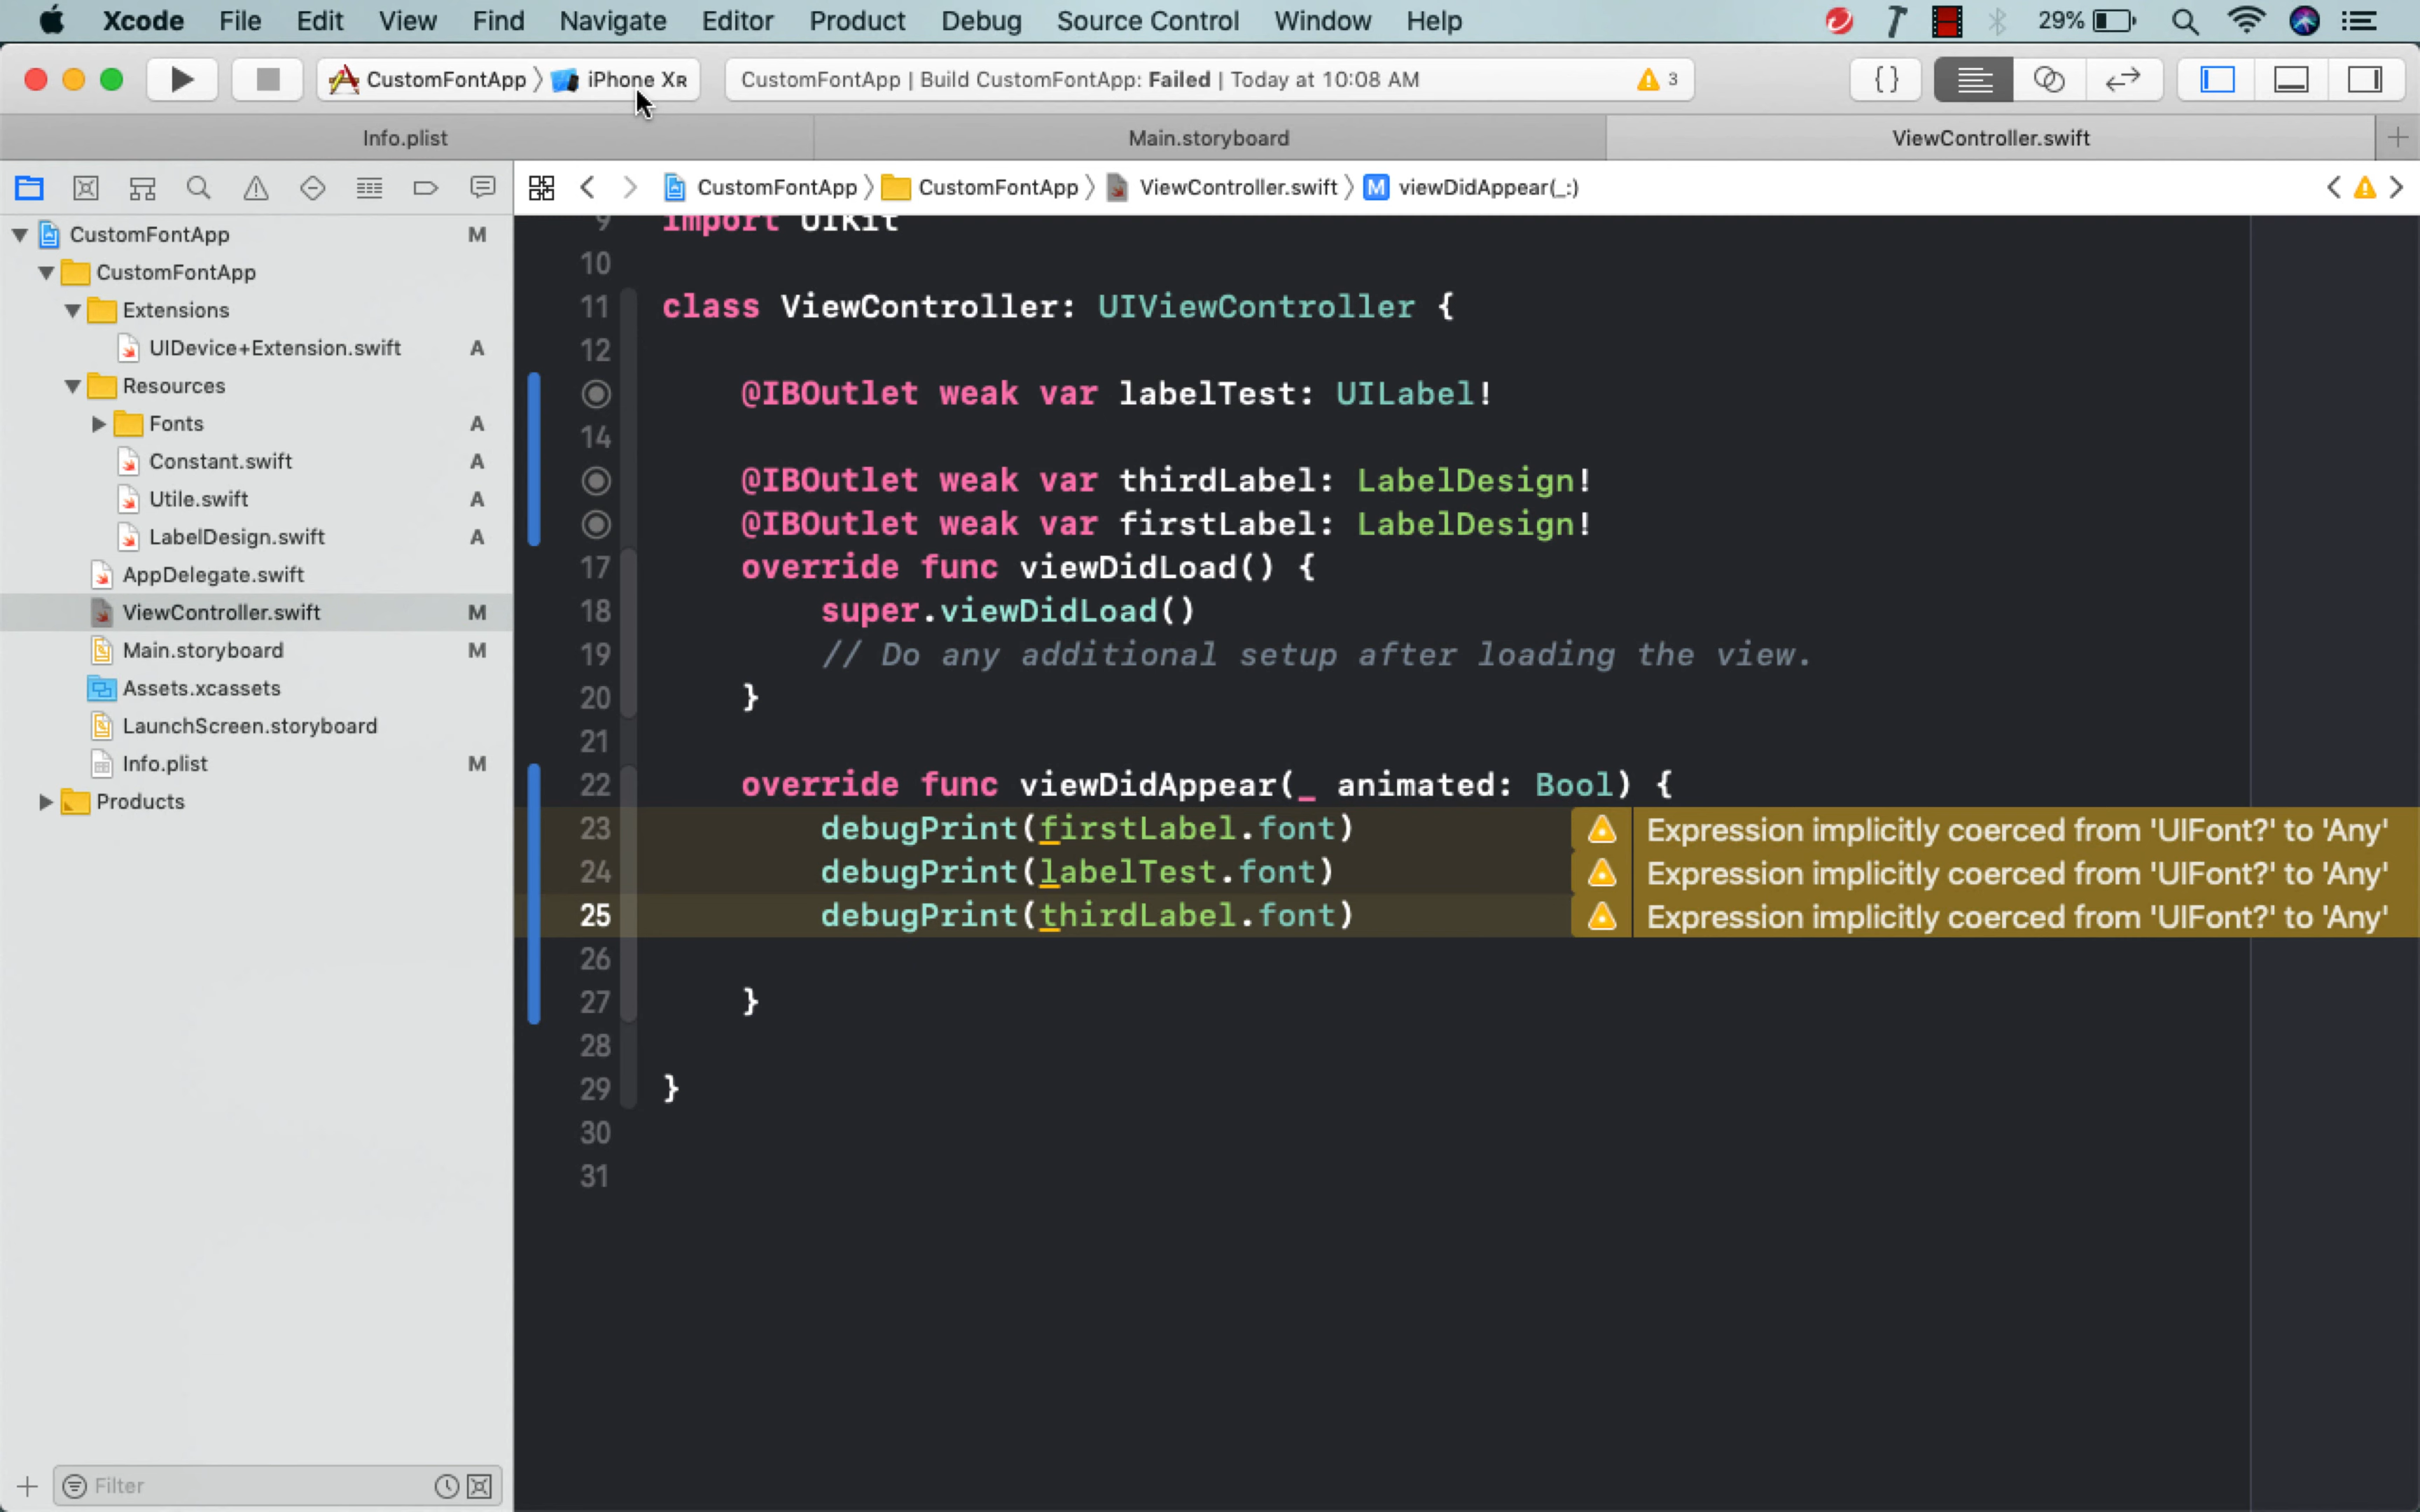 Xcode File Edit View Find Navigate Editor Product Debug Source Control Window Help 29%
CustomFontApp iPhone XR CustomFontApp | Build CustomFontApp: Failed | Today at 10:08 AM 3 {}
Info.plist Main.storyboard ViewController.swift +
CustomFontApp CustomFontApp ViewController.swift M viewDidAppear(_:)
CustomFontApp M
CustomFontApp
Extensions
UIDevice+Extension.swift A
Resources
Fonts A
Constant.swift A
Utile.swift A
LabelDesign.swift A
AppDelegate.swift
ViewController.swift M
Main.storyboard M
Assets.xcassets
LaunchScreen.storyboard
Info.plist M
Products
Filter
9 import UIKit
10
11 class ViewController: UIViewController {
12
@IBOutlet weak var labelTest: UILabel!
14
@IBOutlet weak var thirdLabel: LabelDesign!
@IBOutlet weak var firstLabel: LabelDesign!
17 override func viewDidLoad() {
18 super.viewDidLoad()
19 // Do any additional setup after loading the view.
20 }
21
22 override func viewDidAppear(_ animated: Bool) {
23 debugPrint(firstLabel.font) Expression implicitly coerced from 'UIFont?' to 'Any'
24 debugPrint(labelTest.font) Expression implicitly coerced from 'UIFont?' to 'Any'
25 debugPrint(thirdLabel.font) Expression implicitly coerced from 'UIFont?' to 'Any'
26
27 }
28
29 }
30
31